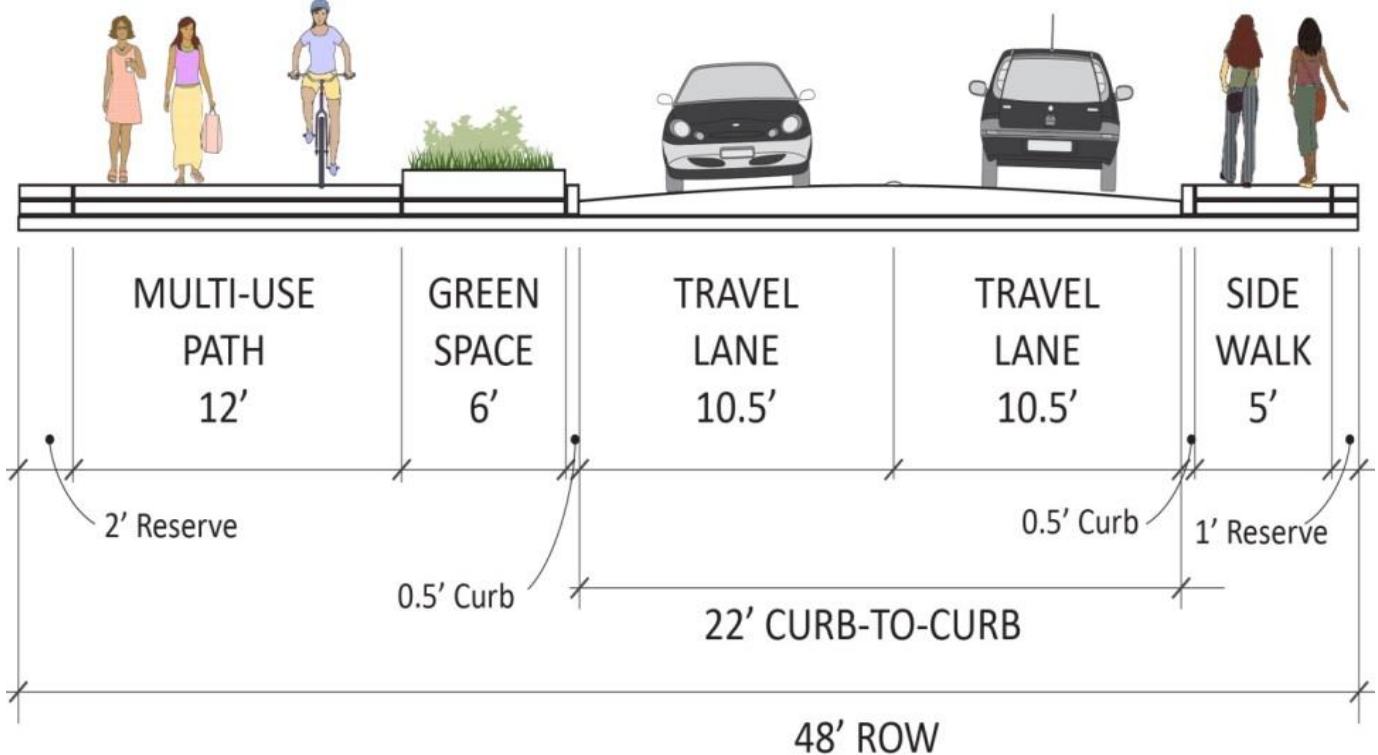 MULTI-USE
PATH
12’
GREEN
SPACE
6’
TRAVEL
LANE
10.5’
TRAVEL
LANE
10.5’
SIDE
WALK
5’
2’ Reserve
0.5’ Curb
0.5’ Curb
1’ Reserve
22’ CURB-TO-CURB
48’ ROW